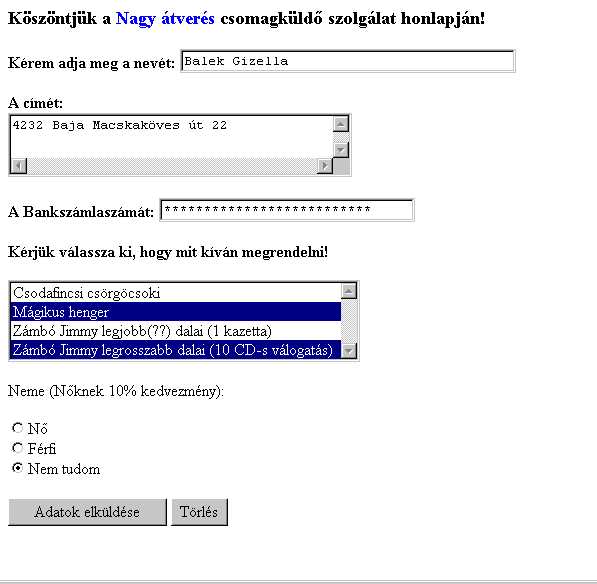 Köszöntjük a Nagy átverés csomagküldő szolgálat honlapján!
Kérem adja meg a nevét: Balek Gizella
A címét:
4232 Baja Macskaköves út 22
A Bankszámlaszámát: **************************
Kérjük válassza ki, hogy mit kíván megrendelni!
Csodafincsi csörgőcsoki
Mágikus henger
Zámbó Jimmy legjobb(??) dalai (1 kazetta)
Zámbó Jimmy legrosszabb dalai (10 CD-s válogatás)
Neme (Nőknek 10% kedvezmény):
Nő
Férfi
Nem tudom
Adatok elküldése Törlés